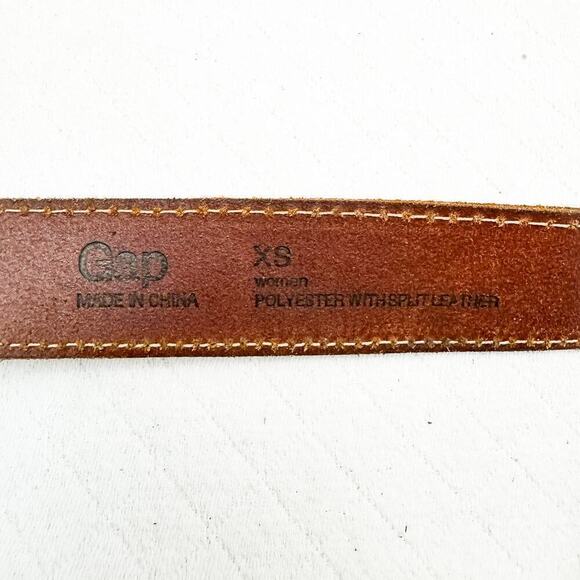 Gap
MADE IN CHINA
XS
women
POLYESTER WITH SPLIT LEATHER